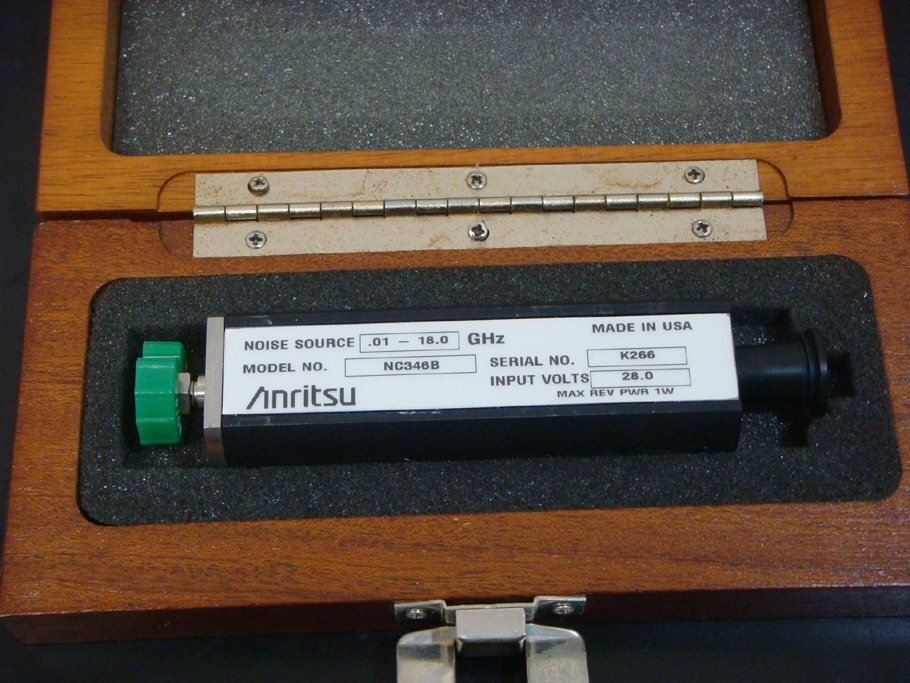 NOISE SOURCE .01 – 18.0 GHz
MODEL NO. NC346B
Anritsu
MADE IN USA
SERIAL NO. K266
INPUT VOLTS 28.0
MAX REV PWR 1W